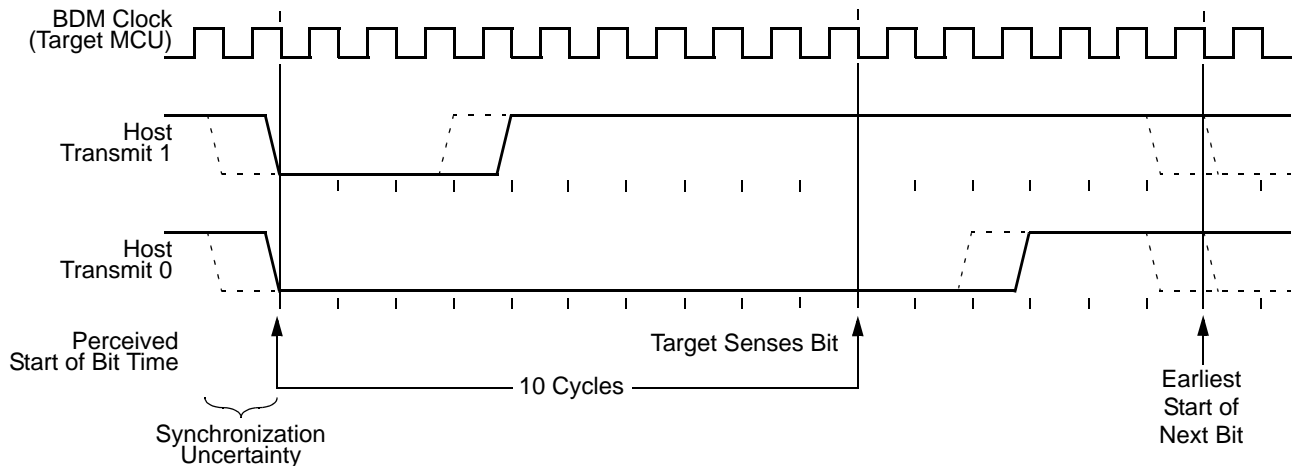 BDM Clock
(Target MCU)
Host
Transmit 1
Host
Transmit 0
Perceived
Start of Bit Time
Target Senses Bit
10 Cycles
Earliest
Start of
Next Bit
Synchronization
Uncertainty